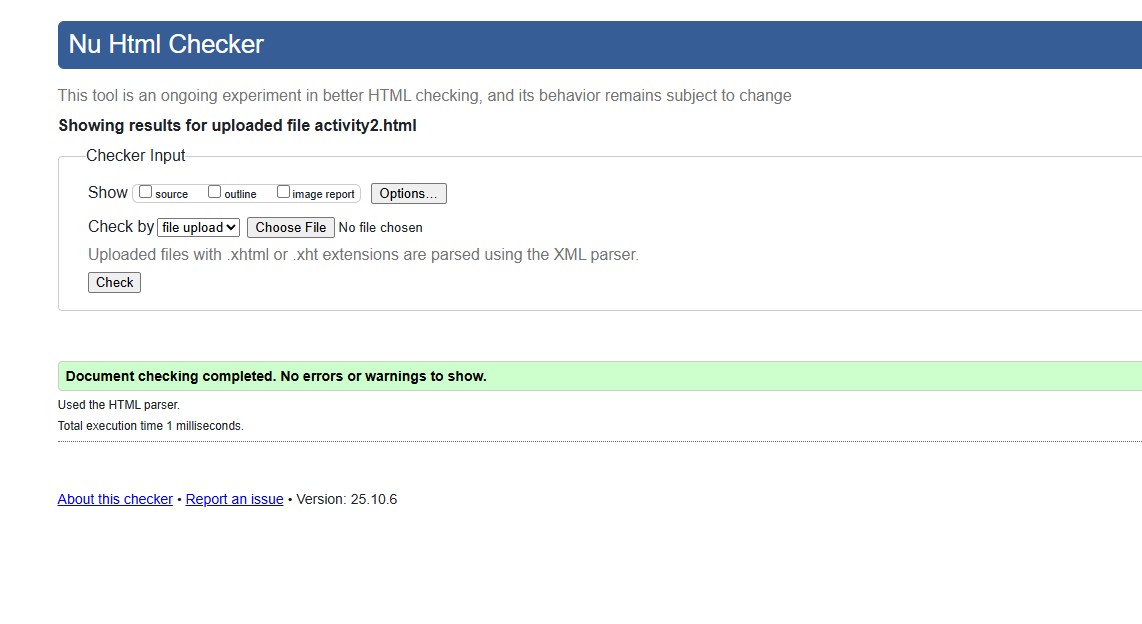 Nu Html Checker
This tool is an ongoing experiment in better HTML checking, and its behavior remains subject to change
Showing results for uploaded file activity2.html
Checker Input
Show source outline image report Options...
Check by file upload Choose File No file chosen
Uploaded files with .xhtml or .xht extensions are parsed using the XML parser.
Check
Document checking completed. No errors or warnings to show.
Used the HTML parser.
Total execution time 1 milliseconds.
About this checker • Report an issue • Version: 25.10.6